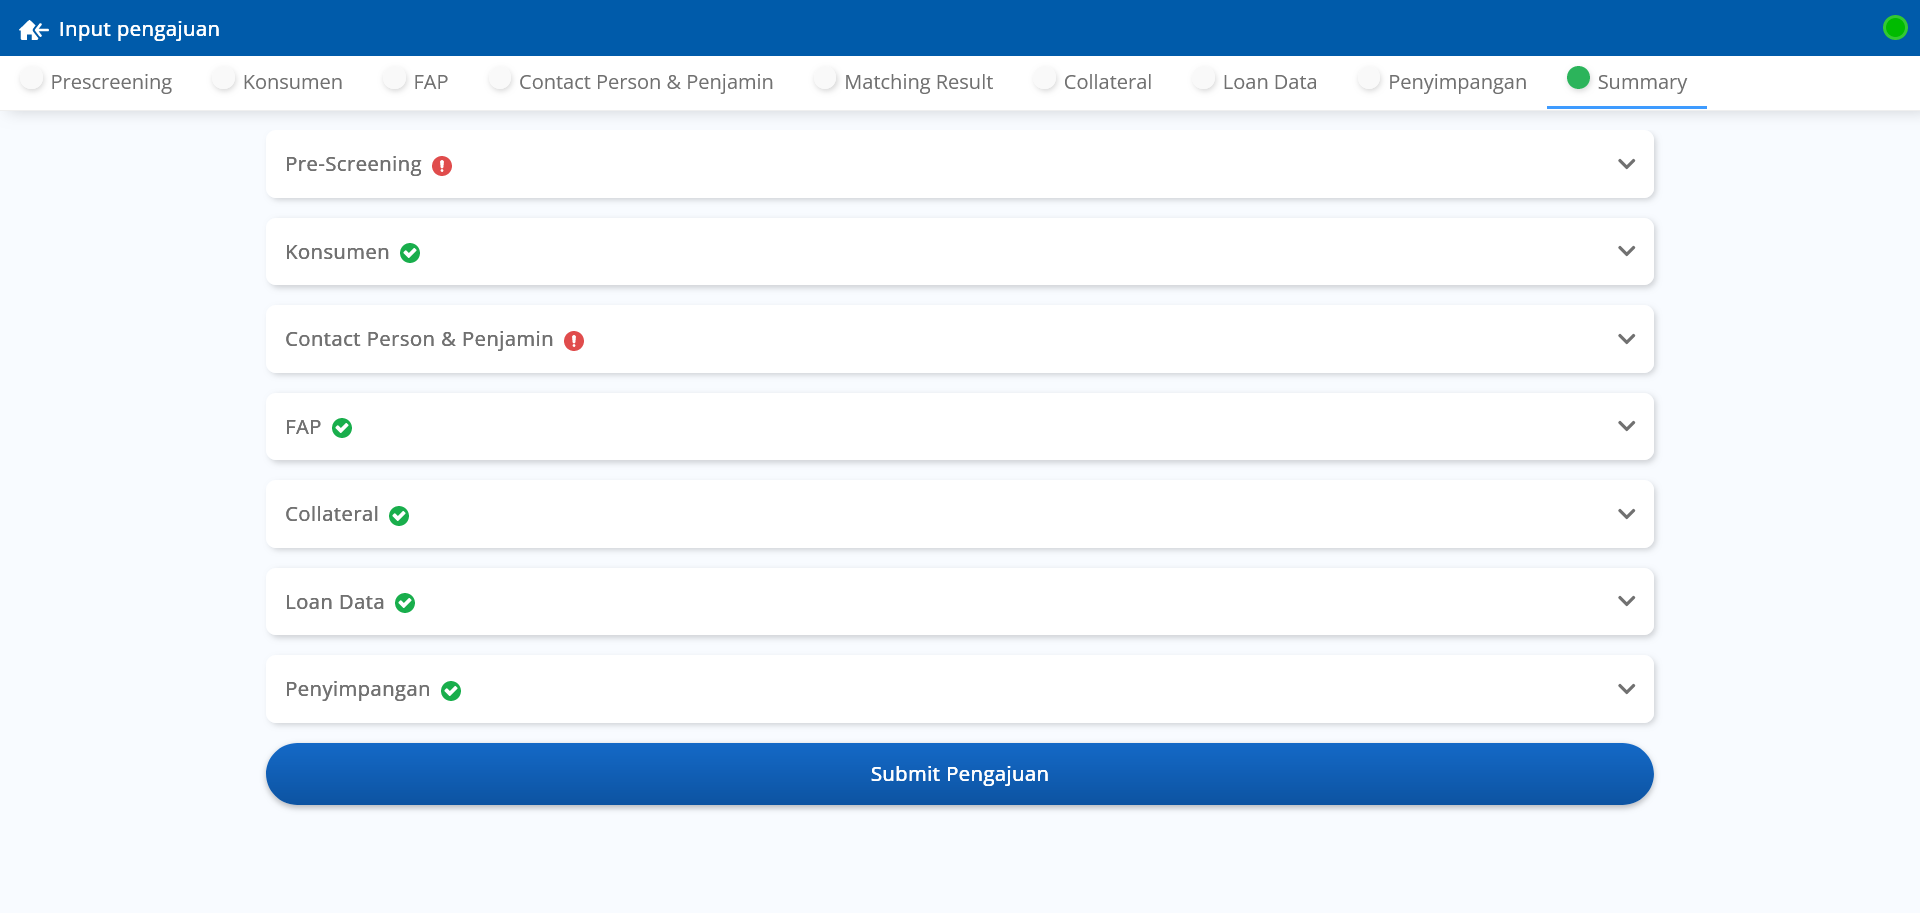 Input pengajuan
Prescreening Konsumen FAP Contact Person & Penjamin Matching Result Collateral Loan Data Penyimpangan Summary
Pre-Screening
Konsumen
Contact Person & Penjamin
FAP
Collateral
Loan Data
Penyimpangan
Submit Pengajuan